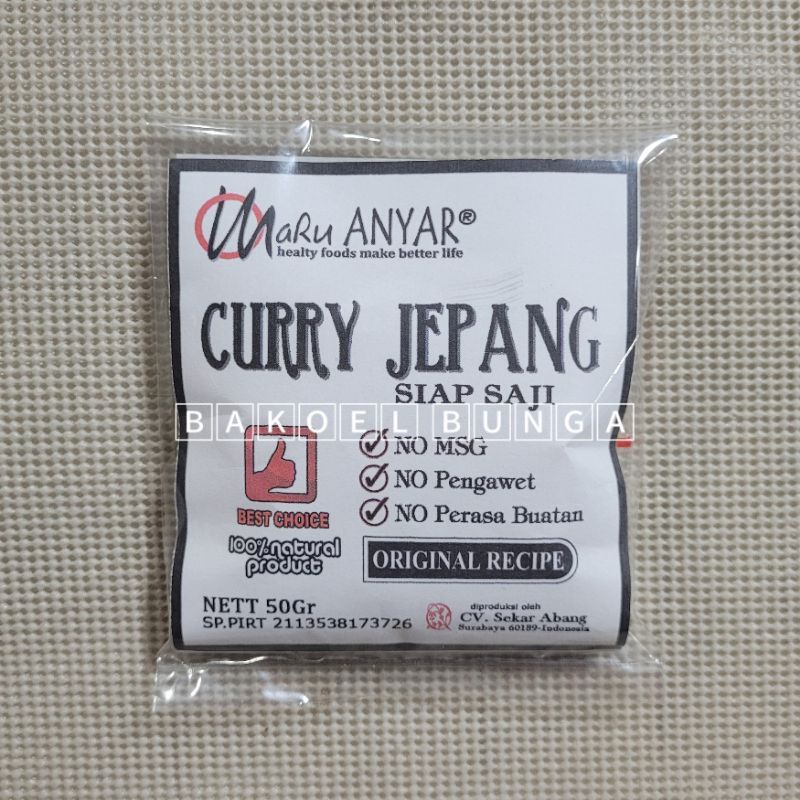 Maru ANYAR®
healty foods make better life
CURRY JEPANG
SIAP SAJI
BAKOEL BUNGA
NO MSG
NO Pengawet
NO Perasa Buatan
BEST CHOICE
100% natural
product
ORIGINAL RECIPE
NETT 50Gr
SP.PIRT 2113538173726
diproduksi oleh
CV. Sekar Abang
Surabaya 60189-Indonesia